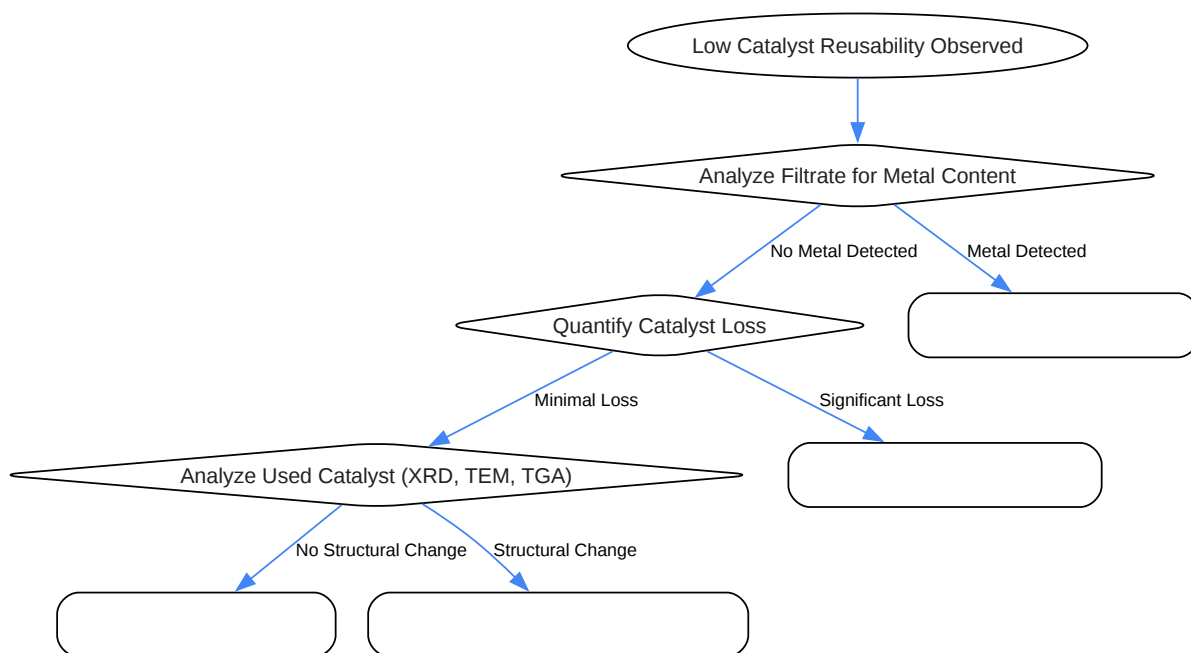 Low Catalyst Reusability Observed
Analyze Filtrate for Metal Content
No Metal Detected
Metal Detected
Quantify Catalyst Loss
Minimal Loss
Significant Loss
Analyze Used Catalyst (XRD, TEM, TGA)
No Structural Change
Structural Change